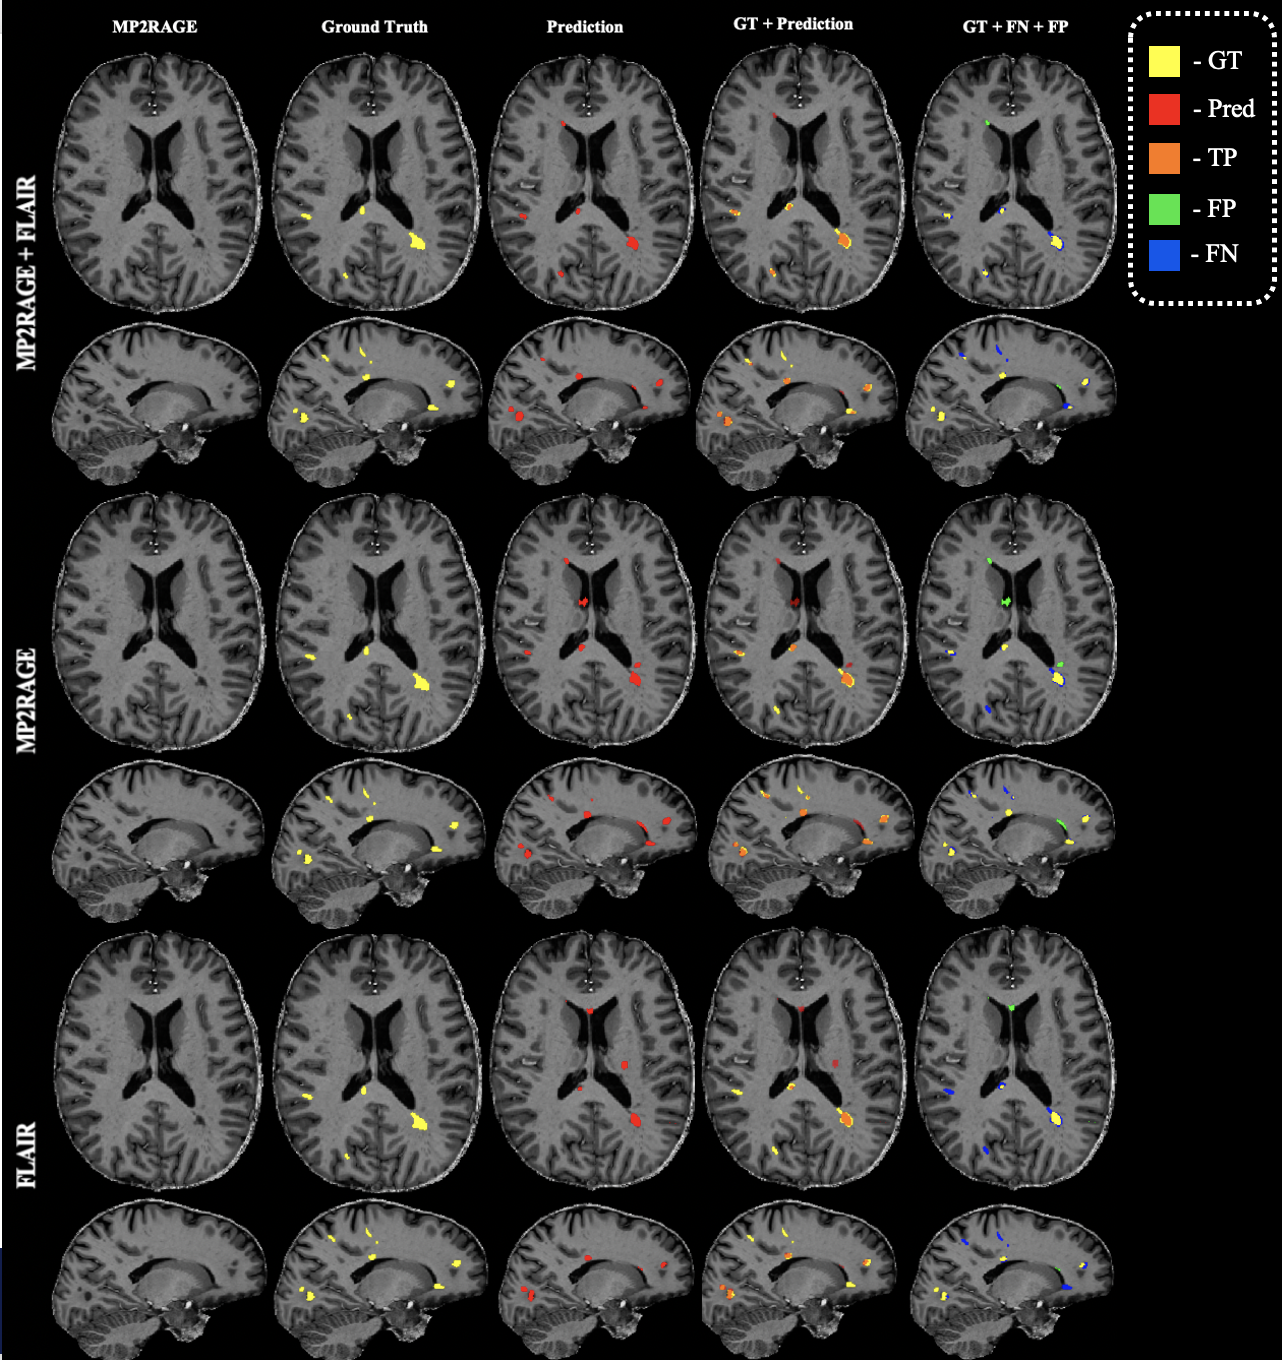 MP2RAGE
Ground Truth
Prediction
GT + Prediction
GT + FN + FP
- GT
- Pred
- TP
- FP
- FN
MP2RAGE + FLAIR
MP2RAGE
FLAIR